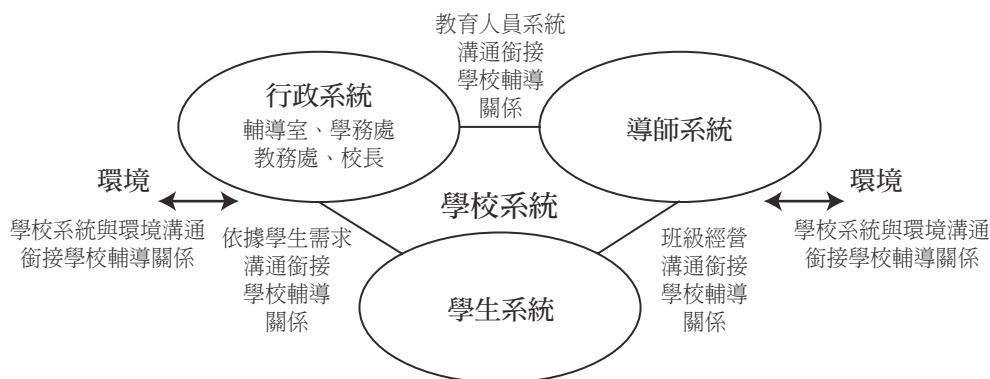 教育人員系統
溝通銜接
學校輔導
關係
行政系統
輔導室、學務處
教務處、校長
導師系統
環境
學校系統與環境溝通
銜接學校輔導關係
學校系統
環境
學校系統與環境溝通
銜接學校輔導關係
依據學生需求
溝通銜接
學校輔導
關係
班級經營
溝通銜接
學校輔導
關係
學生系統